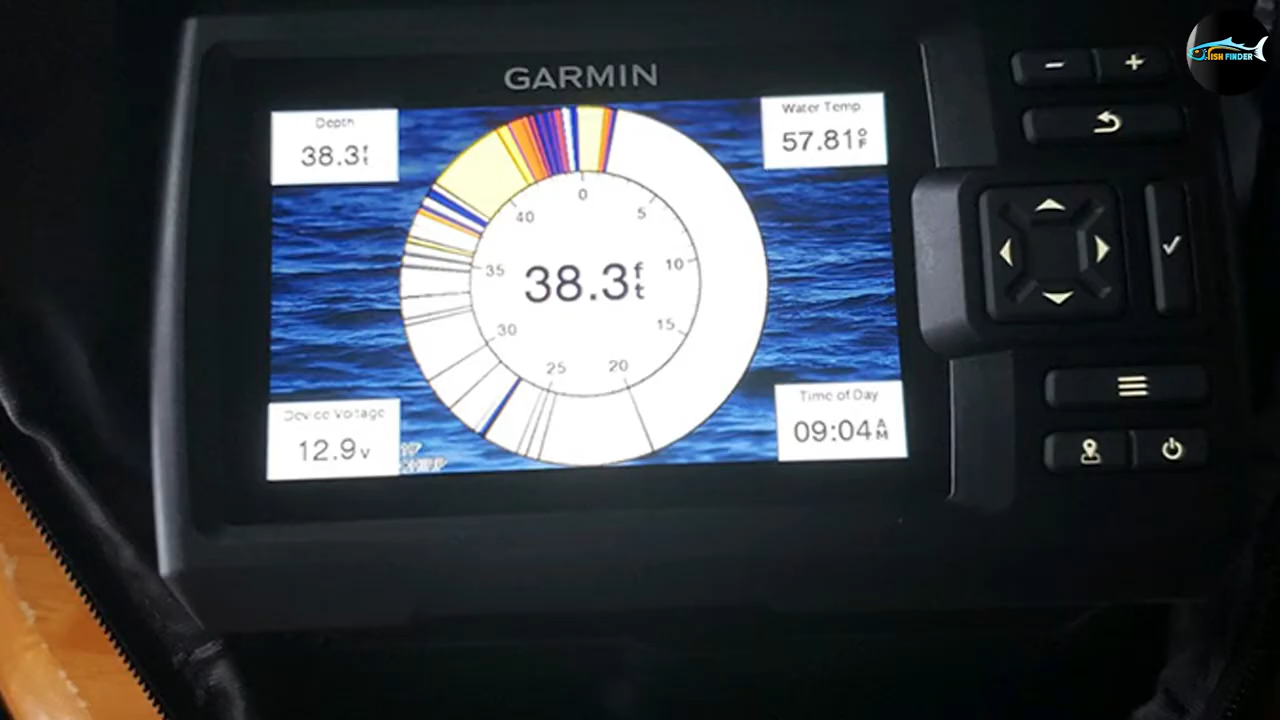 GARMIN
FISH FINDER
Depth
38.3ft
Water Temp
57.81°F
0
5
10
15
20
25
30
35
40
38.3ft
Device Voltage
12.9v
Time of Day
09:04AM